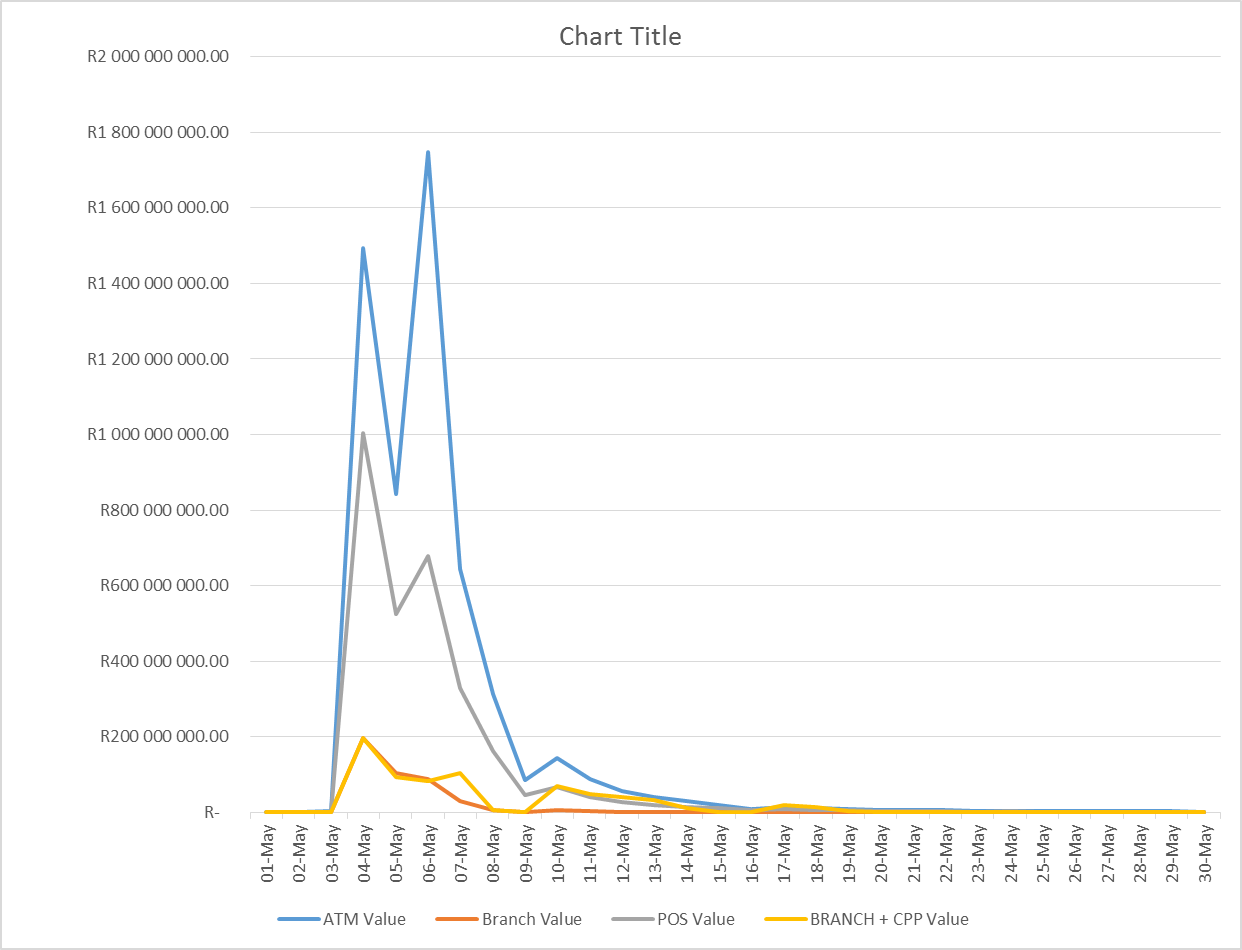 Chart Title
R2 000 000 000.00
R1 800 000 000.00
R1 600 000 000.00
R1 400 000 000.00
R1 200 000 000.00
R1 000 000 000.00
R800 000 000.00
R600 000 000.00
R400 000 000.00
R200 000 000.00
R-
01-May
02-May
03-May
04-May
05-May
06-May
07-May
08-May
09-May
10-May
11-May
12-May
13-May
14-May
15-May
16-May
17-May
18-May
19-May
20-May
21-May
22-May
23-May
24-May
25-May
26-May
27-May
28-May
29-May
30-May
ATM Value
Branch Value
POS Value
BRANCH + CPP Value